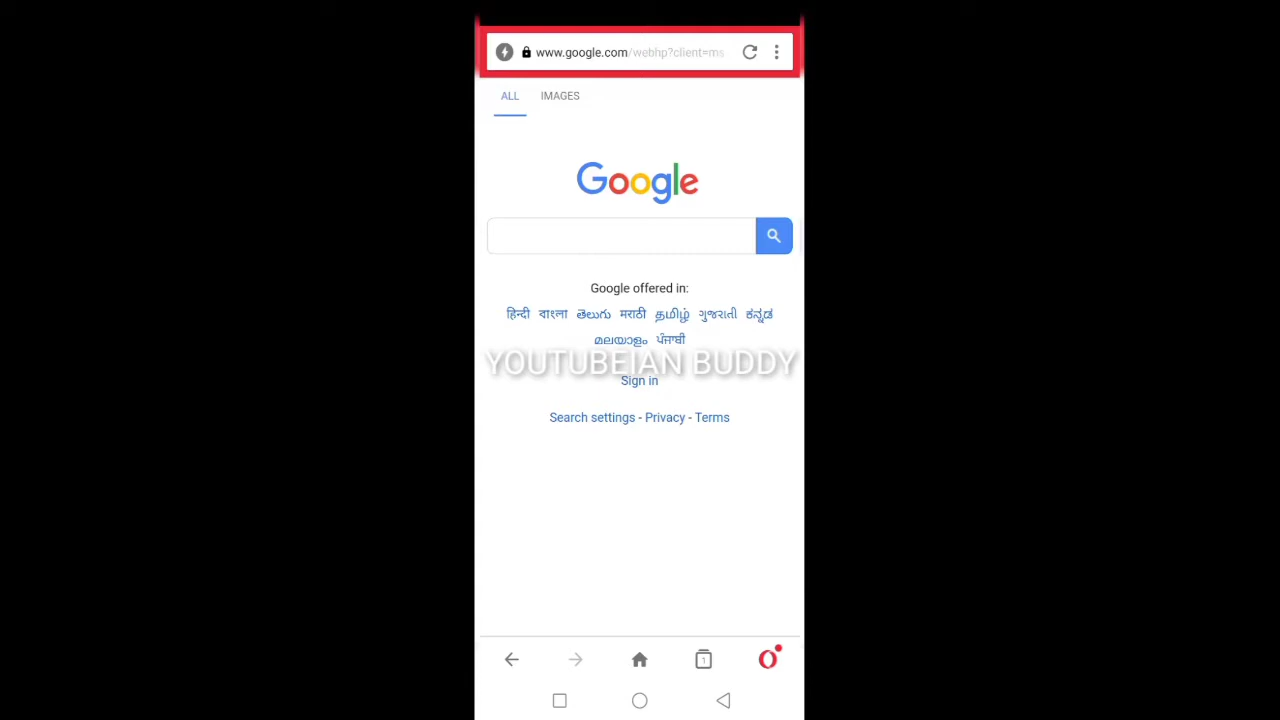 www.google.com/webhp?client=ms
ALL IMAGES
Google
Google offered in:
हिन्दी বাংলা తెలుగు मराठी தமிழ் ગુજરાતી ಕನ್ನಡ
മലയാളം ਪੰਜਾਬੀ
YOUTUBEIAN BUDDY
Sign in
Search settings - Privacy - Terms
1